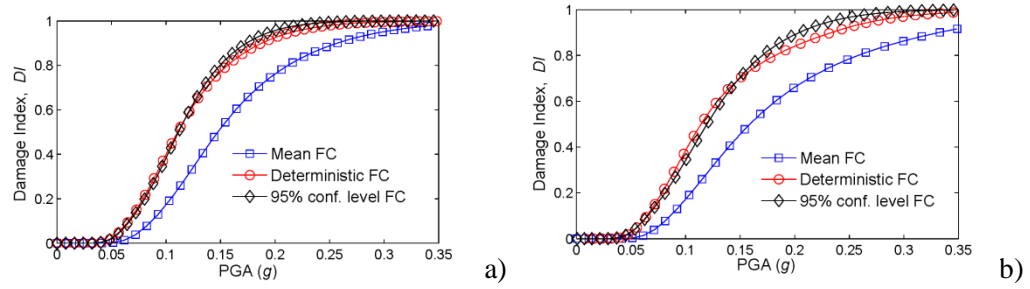 1
0.8
0.6
0.4
0.2
0
Damage Index, DI
Mean FC
Deterministic FC
95% conf. level FC
0 0.05 0.1 0.15 0.2 0.25 0.3 0.35
PGA (g)
a)
1
0.8
0.6
0.4
0.2
0
Damage Index, DI
Mean FC
Deterministic FC
95% conf. level FC
0 0.05 0.1 0.15 0.2 0.25 0.3 0.35
PGA (g)
b)